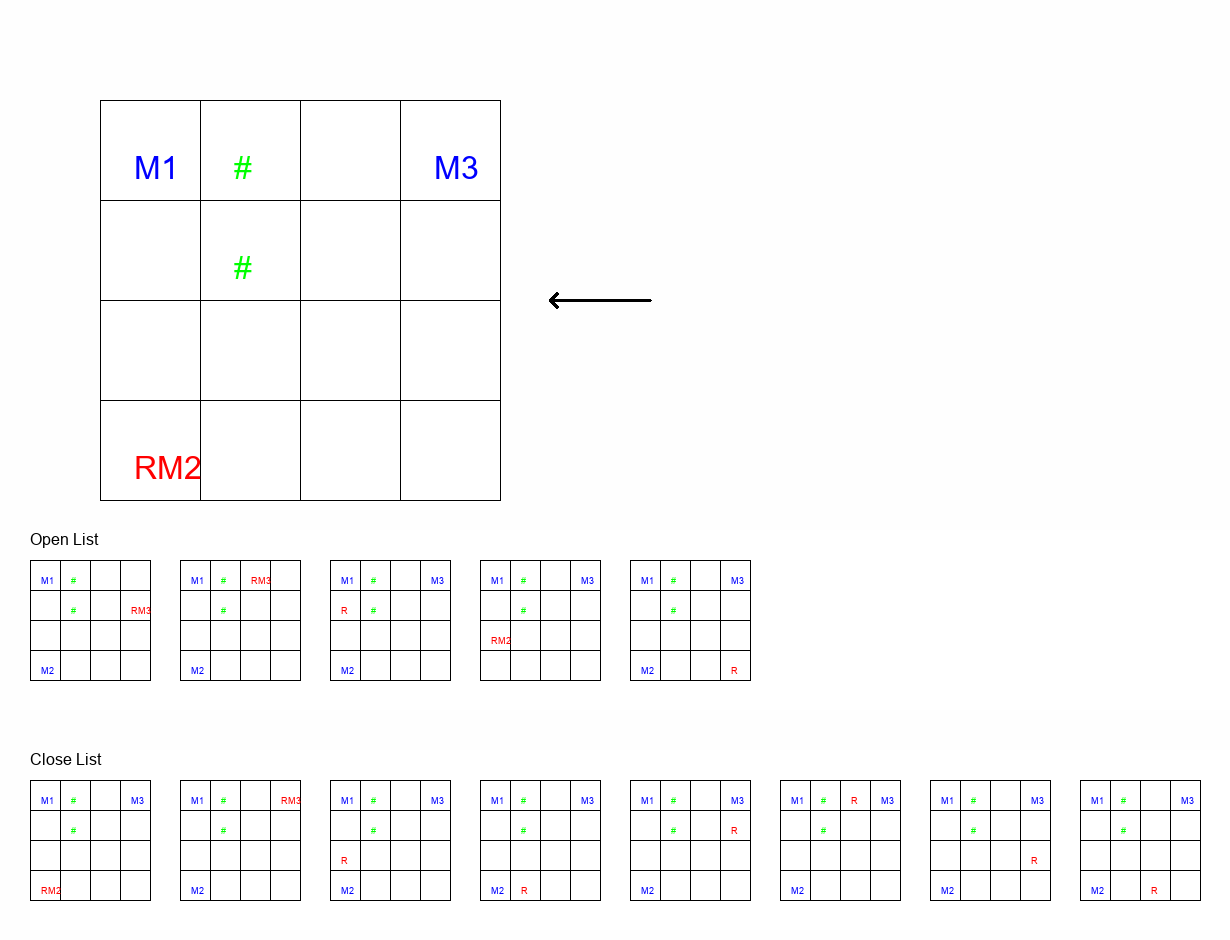 M1 # M3
#
RM2
Open List
M1 # M1 # RM3 M1 # M3 M1 # M3 M1 # M3
# RM3 # R # # #
RM2
M2 M2 M2 M2 R
Close List
M1 # M3 M1 # RM3 M1 # M3 M1 # M3 M1 # M3 M1 # R M3 M1 # M3 M1 # M3
# # # # # R # # #
R R
RM2 M2 M2 M2 R M2 M2 M2 M2 R